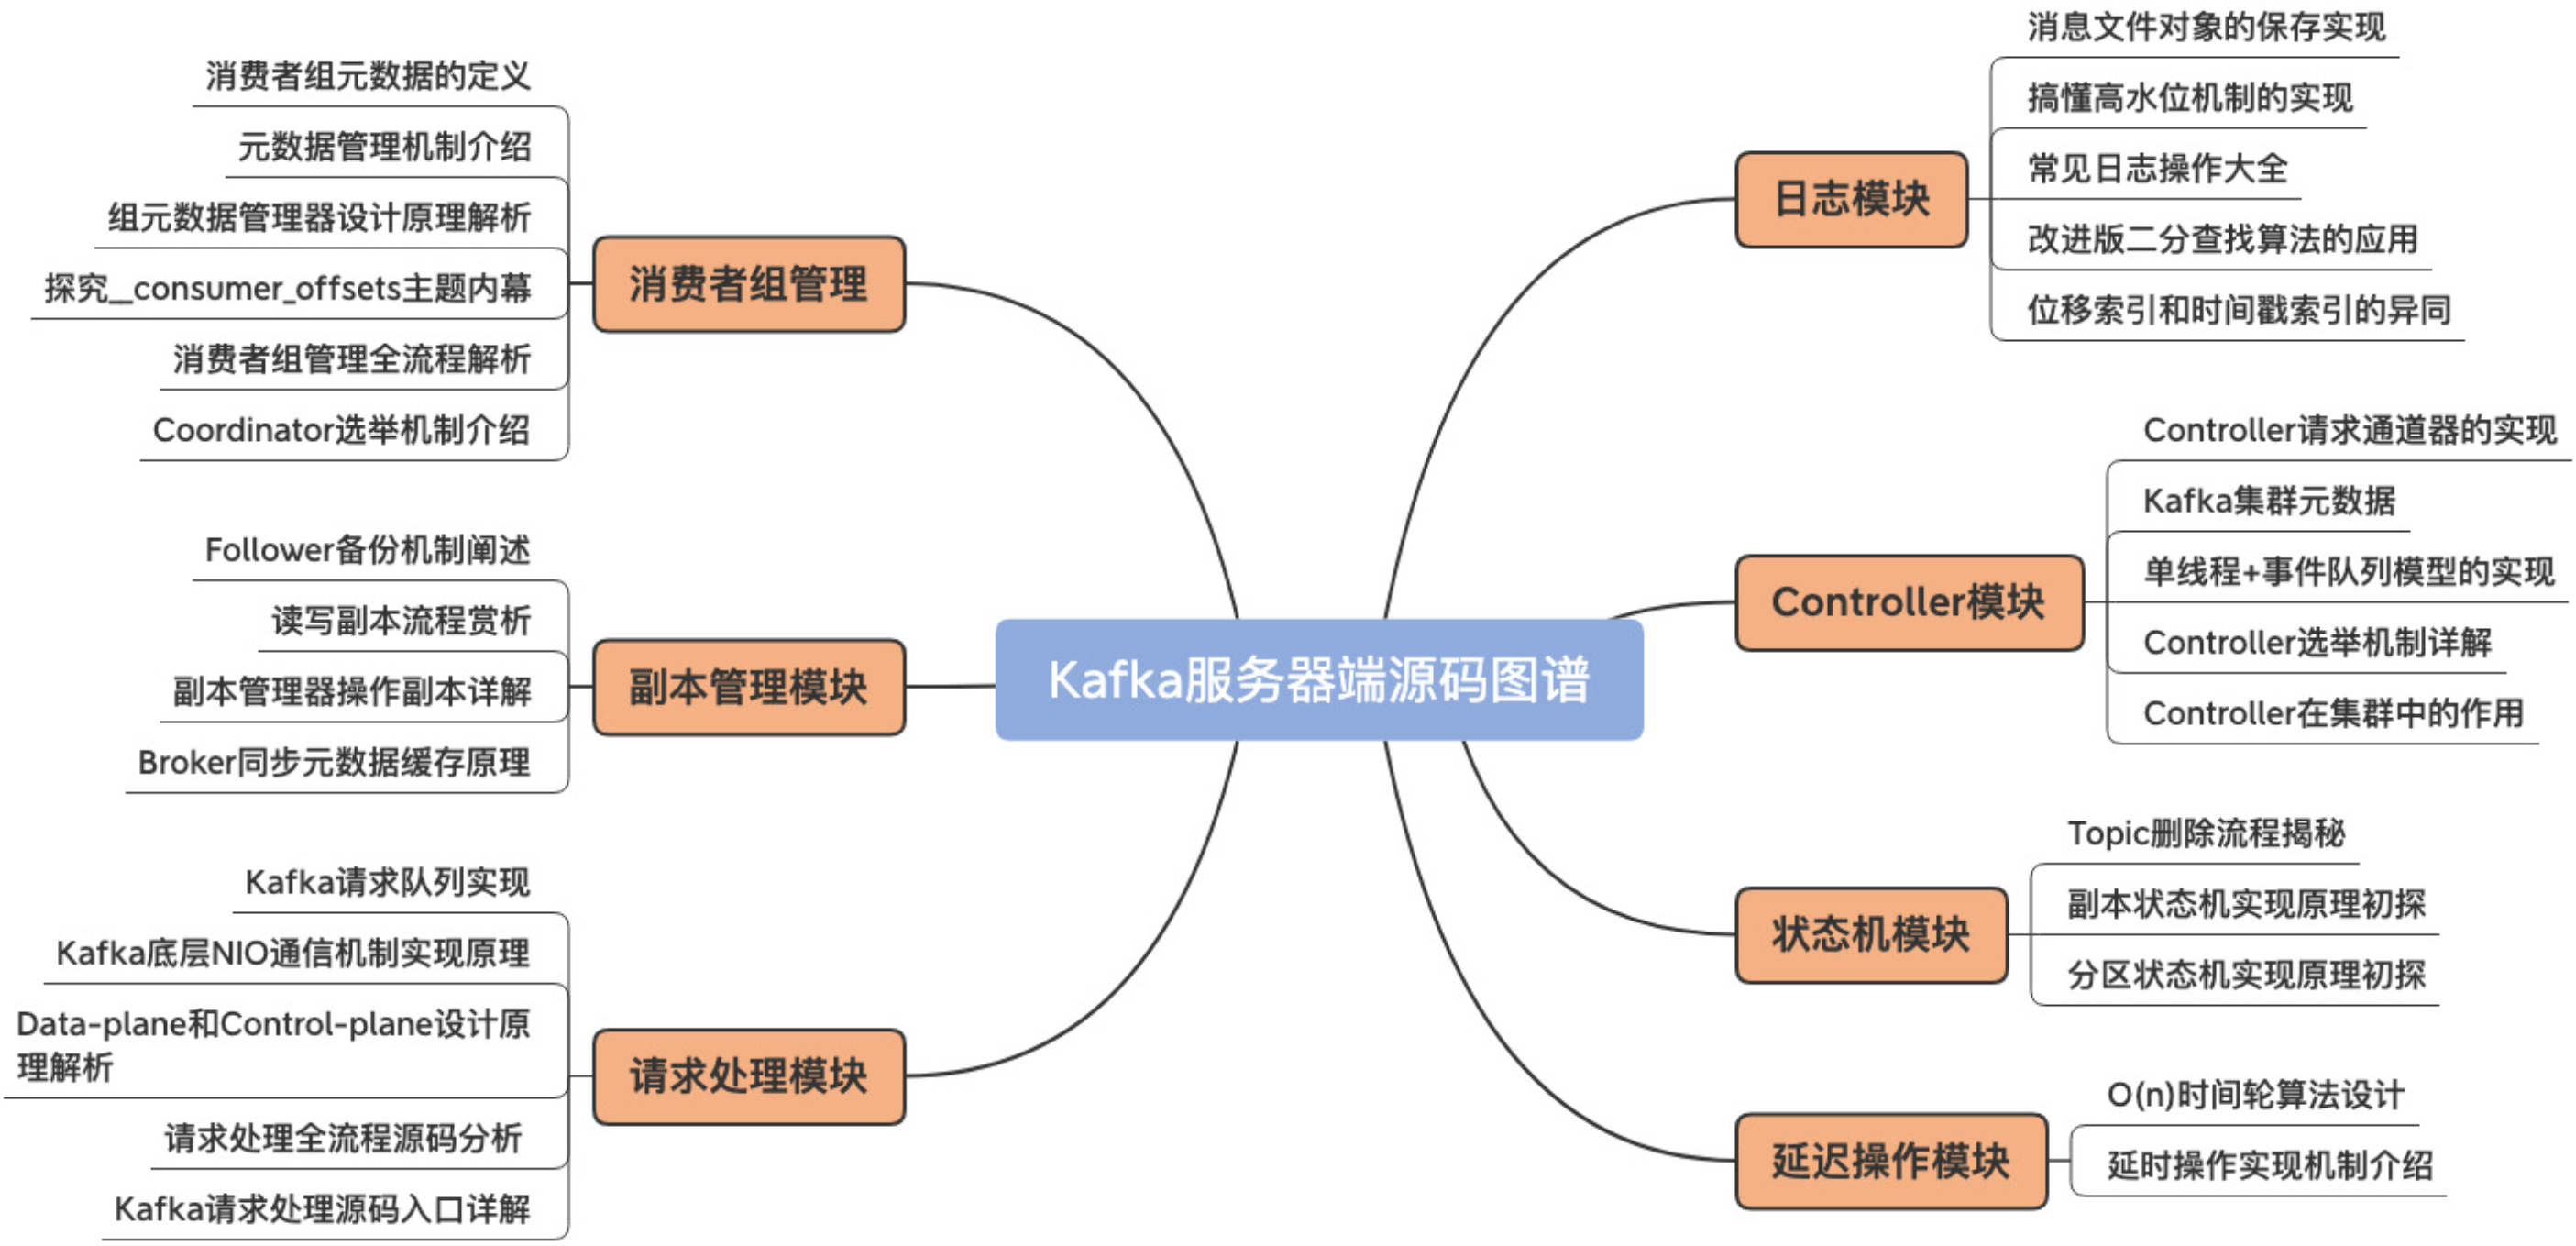 Kafka服务器端源码图谱
日志模块
消息文件对象的保存实现
搞懂高水位机制的实现
常见日志操作大全
改进版二分查找算法的应用
位移索引和时间戳索引的异同
Controller模块
Controller请求通道器的实现
Kafka集群元数据
单线程+事件队列模型的实现
Controller选举机制详解
Controller在集群中的作用
状态机模块
Topic删除流程揭秘
副本状态机实现原理初探
分区状态机实现原理初探
延迟操作模块
O(n)时间轮算法设计
延时操作实现机制介绍
消费者组管理
消费者组元数据的定义
元数据管理机制介绍
组元数据管理器设计原理解析
探究__consumer_offsets主题内幕
消费者组管理全流程解析
Coordinator选举机制介绍
副本管理模块
Follower备份机制阐述
读写副本流程赏析
副本管理器操作副本详解
Broker同步元数据缓存原理
请求处理模块
Kafka请求队列实现
Kafka底层NIO通信机制实现原理
Data-plane和Control-plane设计原
理解析
请求处理全流程源码分析
Kafka请求处理源码入口详解